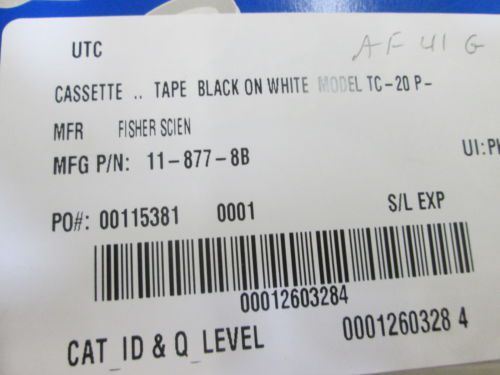 UTC
AF 41 G
CASSETTE .. TAPE BLACK ON WHITE MODEL TC-20 P-
MFR FISHER SCIEN
MFG P/N: 11-877-8B
UI:
PO#: 00115381 0001
S/L EXP
00012603284
CAT_ID & Q_LEVEL
0001260328 4